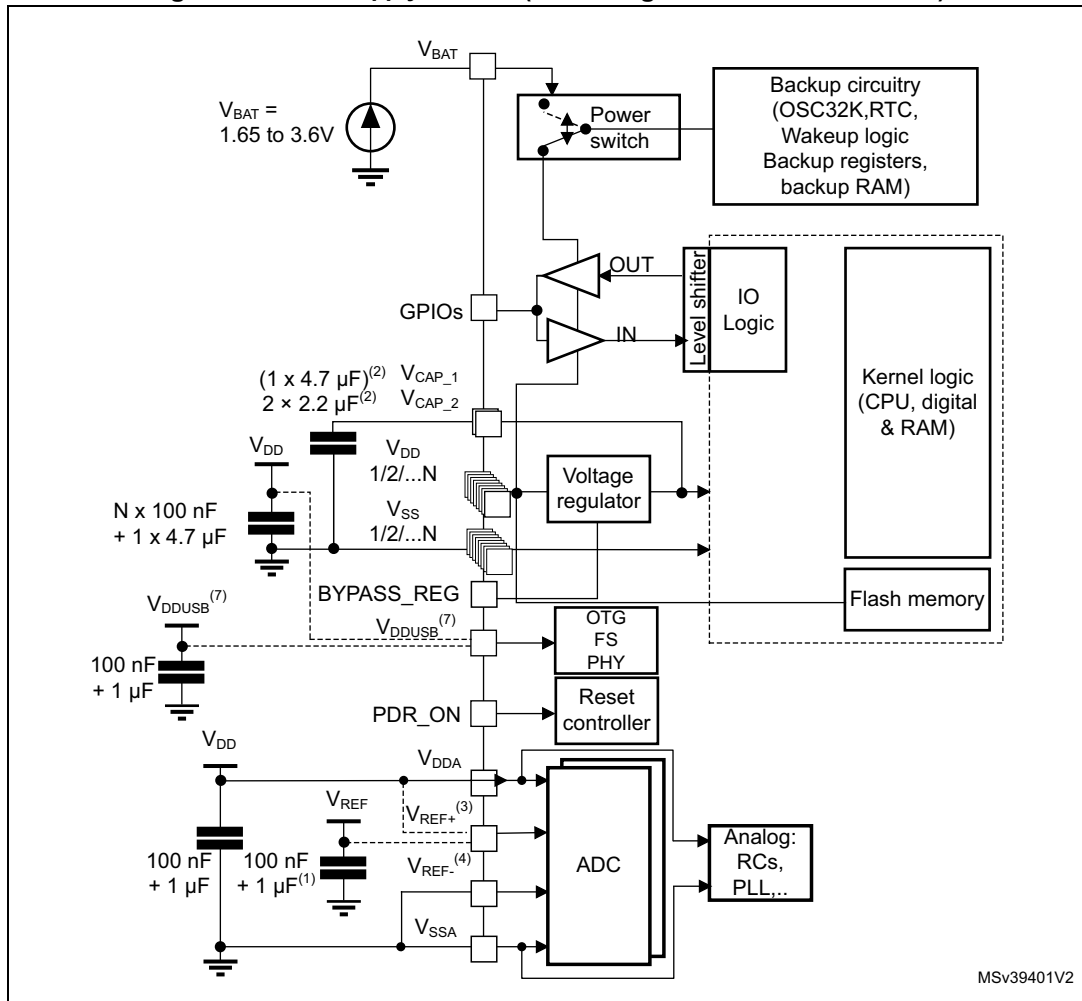 V_BAT
V_BAT =
1.65 to 3.6V
Power
switch
Backup circuitry
(OSC32K,RTC,
Wakeup logic
Backup registers,
backup RAM)
OUT
GPIOs
IN
Level shifter
IO
Logic
Kernel logic
(CPU, digital
& RAM)
(1 x 4.7 µF)(2)
2 × 2.2 µF(2)
V_CAP_1
V_CAP_2
V_DD
V_DD
1/2/...N
Voltage
regulator
N x 100 nF
+ 1 x 4.7 µF
V_SS
1/2/...N
BYPASS_REG
Flash memory
V_DDUSB(7)
V_DDUSB(7)
OTG
FS
PHY
100 nF
+ 1 µF
PDR_ON
Reset
controller
V_DD
V_DDA
V_REF
V_REF+(3)
V_REF-(4)
100 nF
+ 1 µF
100 nF
+ 1 µF(1)
ADC
Analog:
RCs,
PLL,..
V_SSA
MSv39401V2